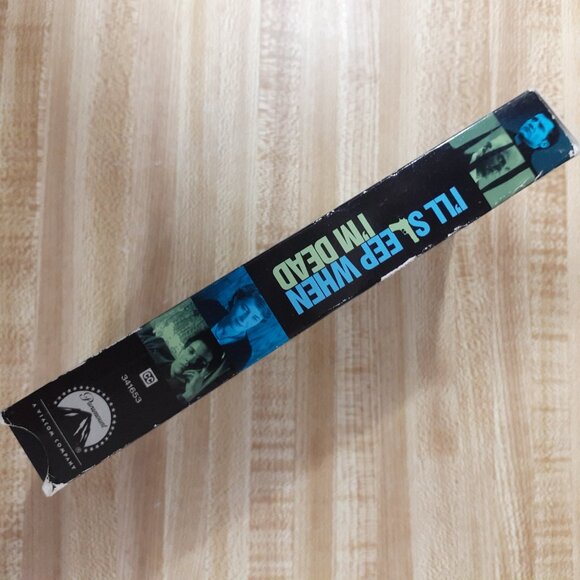 I'LL SLEEP WHEN
I'M DEAD
CC
341653
Paramount
A VIACOM COMPANY
®